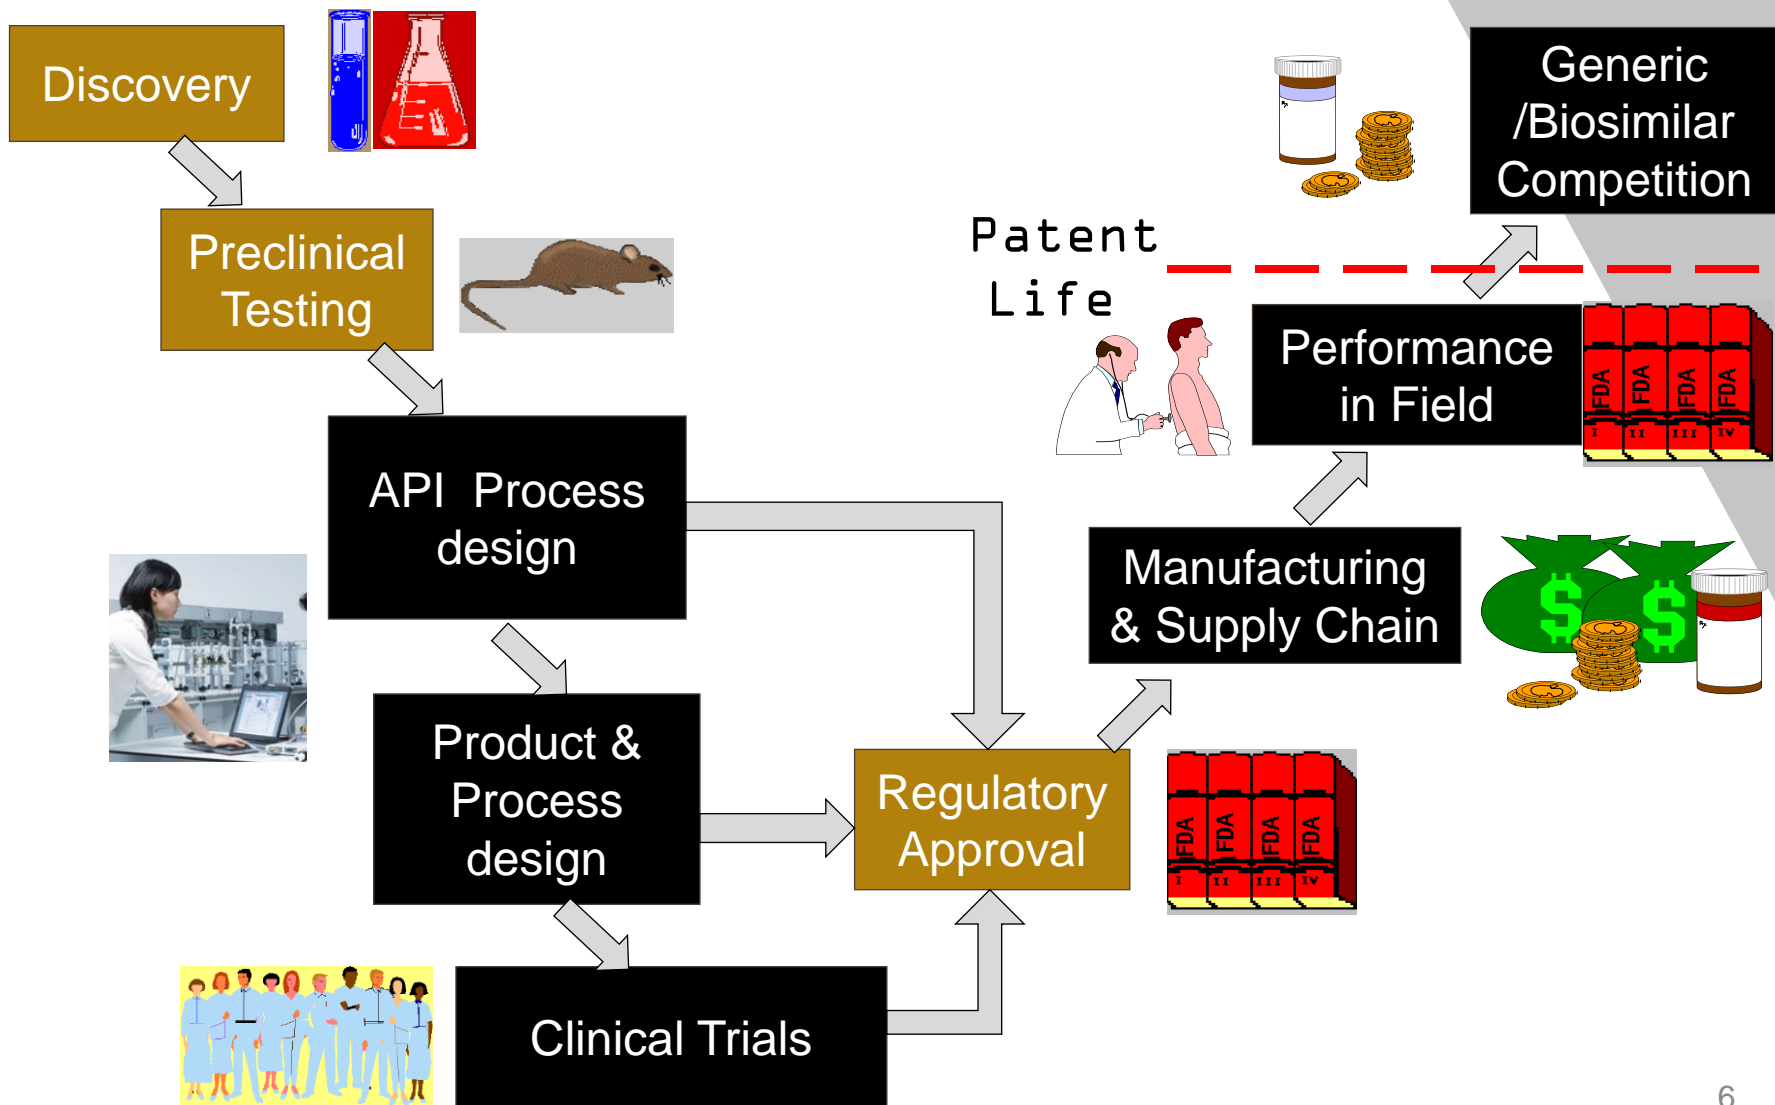 Discovery
Preclinical
Testing
API  Process
design
Product &
Process
design
Clinical Trials
Regulatory
Approval
FDA
FDA
FDA
FDA
I
II
III
IV
Manufacturing
& Supply Chain
$
$
Performance
in Field
FDA
FDA
FDA
FDA
I
II
III
IV
Patent
Life
Generic
/Biosimilar
Competition
6